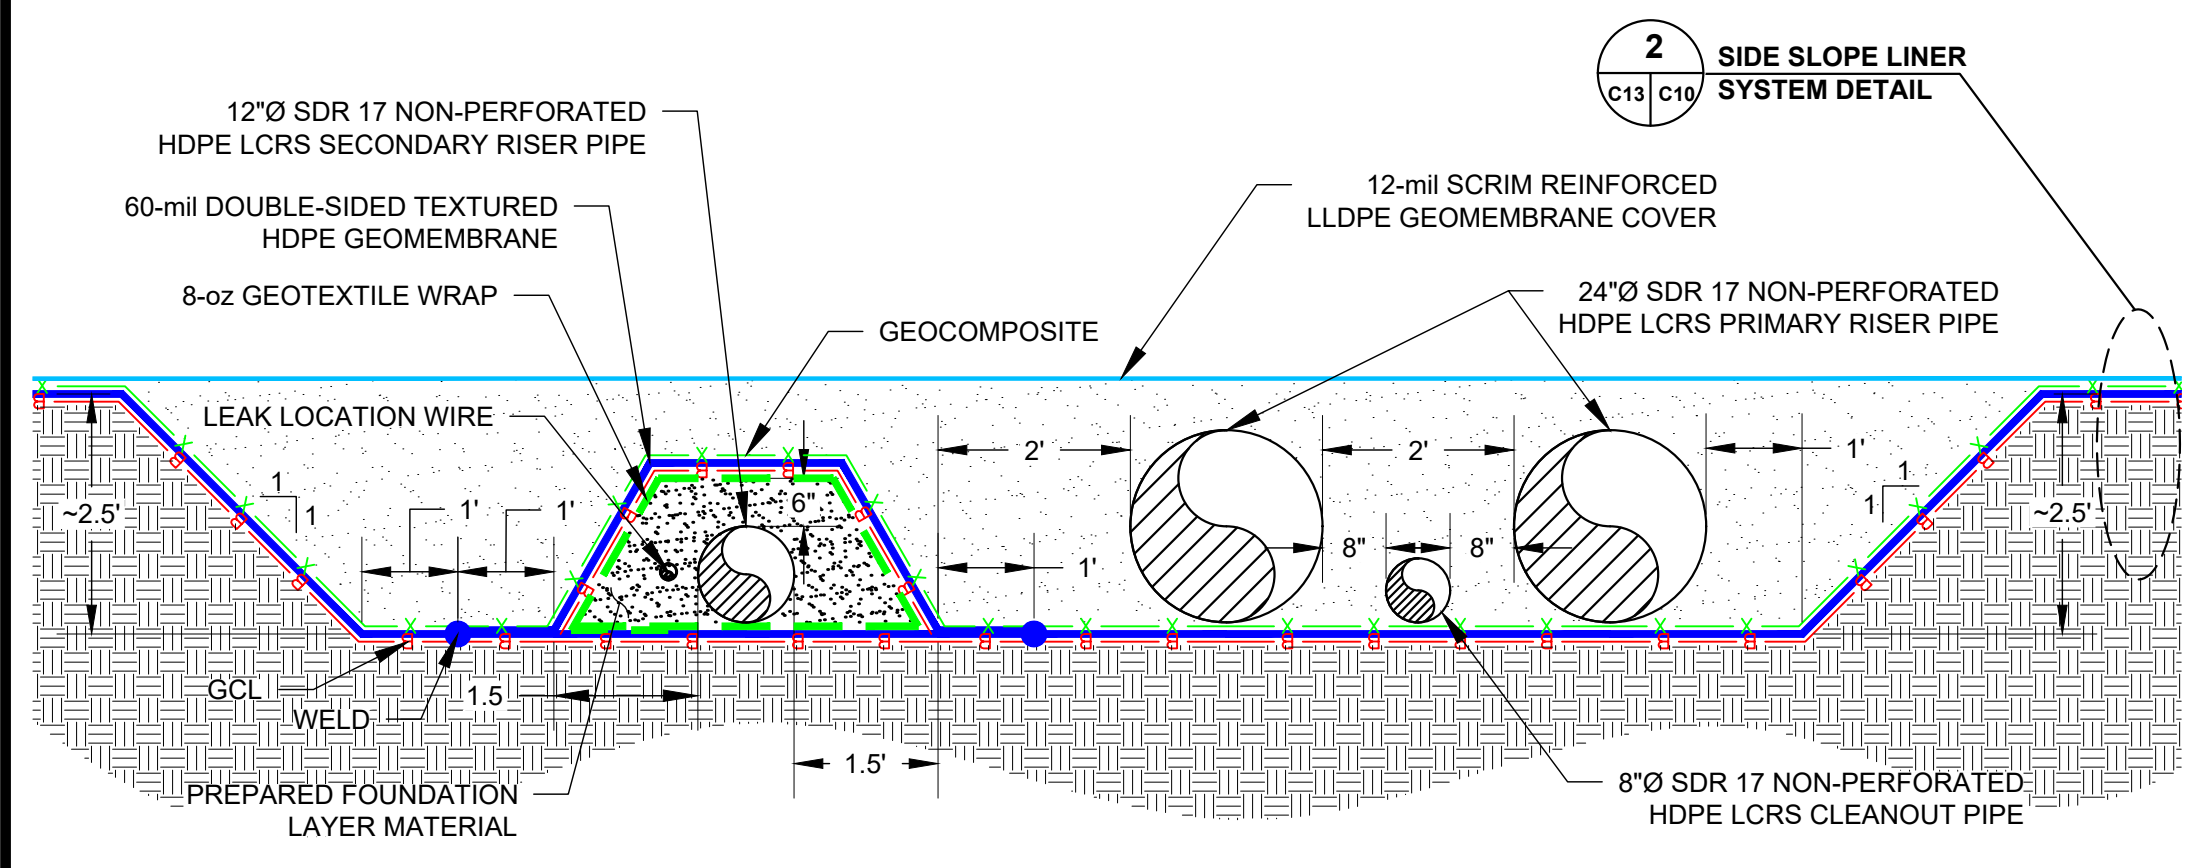 2
C13 C10
SIDE SLOPE LINER
SYSTEM DETAIL
12"Ø SDR 17 NON-PERFORATED
HDPE LCRS SECONDARY RISER PIPE
60-mil DOUBLE-SIDED TEXTURED
HDPE GEOMEMBRANE
8-oz GEOTEXTILE WRAP
GEOCOMPOSITE
12-mil SCRIM REINFORCED
LLDPE GEOMEMBRANE COVER
24"Ø SDR 17 NON-PERFORATED
HDPE LCRS PRIMARY RISER PIPE
LEAK LOCATION WIRE
~2.5'
1
1
1'
1'
6"
2'
1'
2'
8"
8"
1'
1
1
~2.5'
GCL
WELD
1.5
1.5'
PREPARED FOUNDATION
LAYER MATERIAL
8"Ø SDR 17 NON-PERFORATED
HDPE LCRS CLEANOUT PIPE